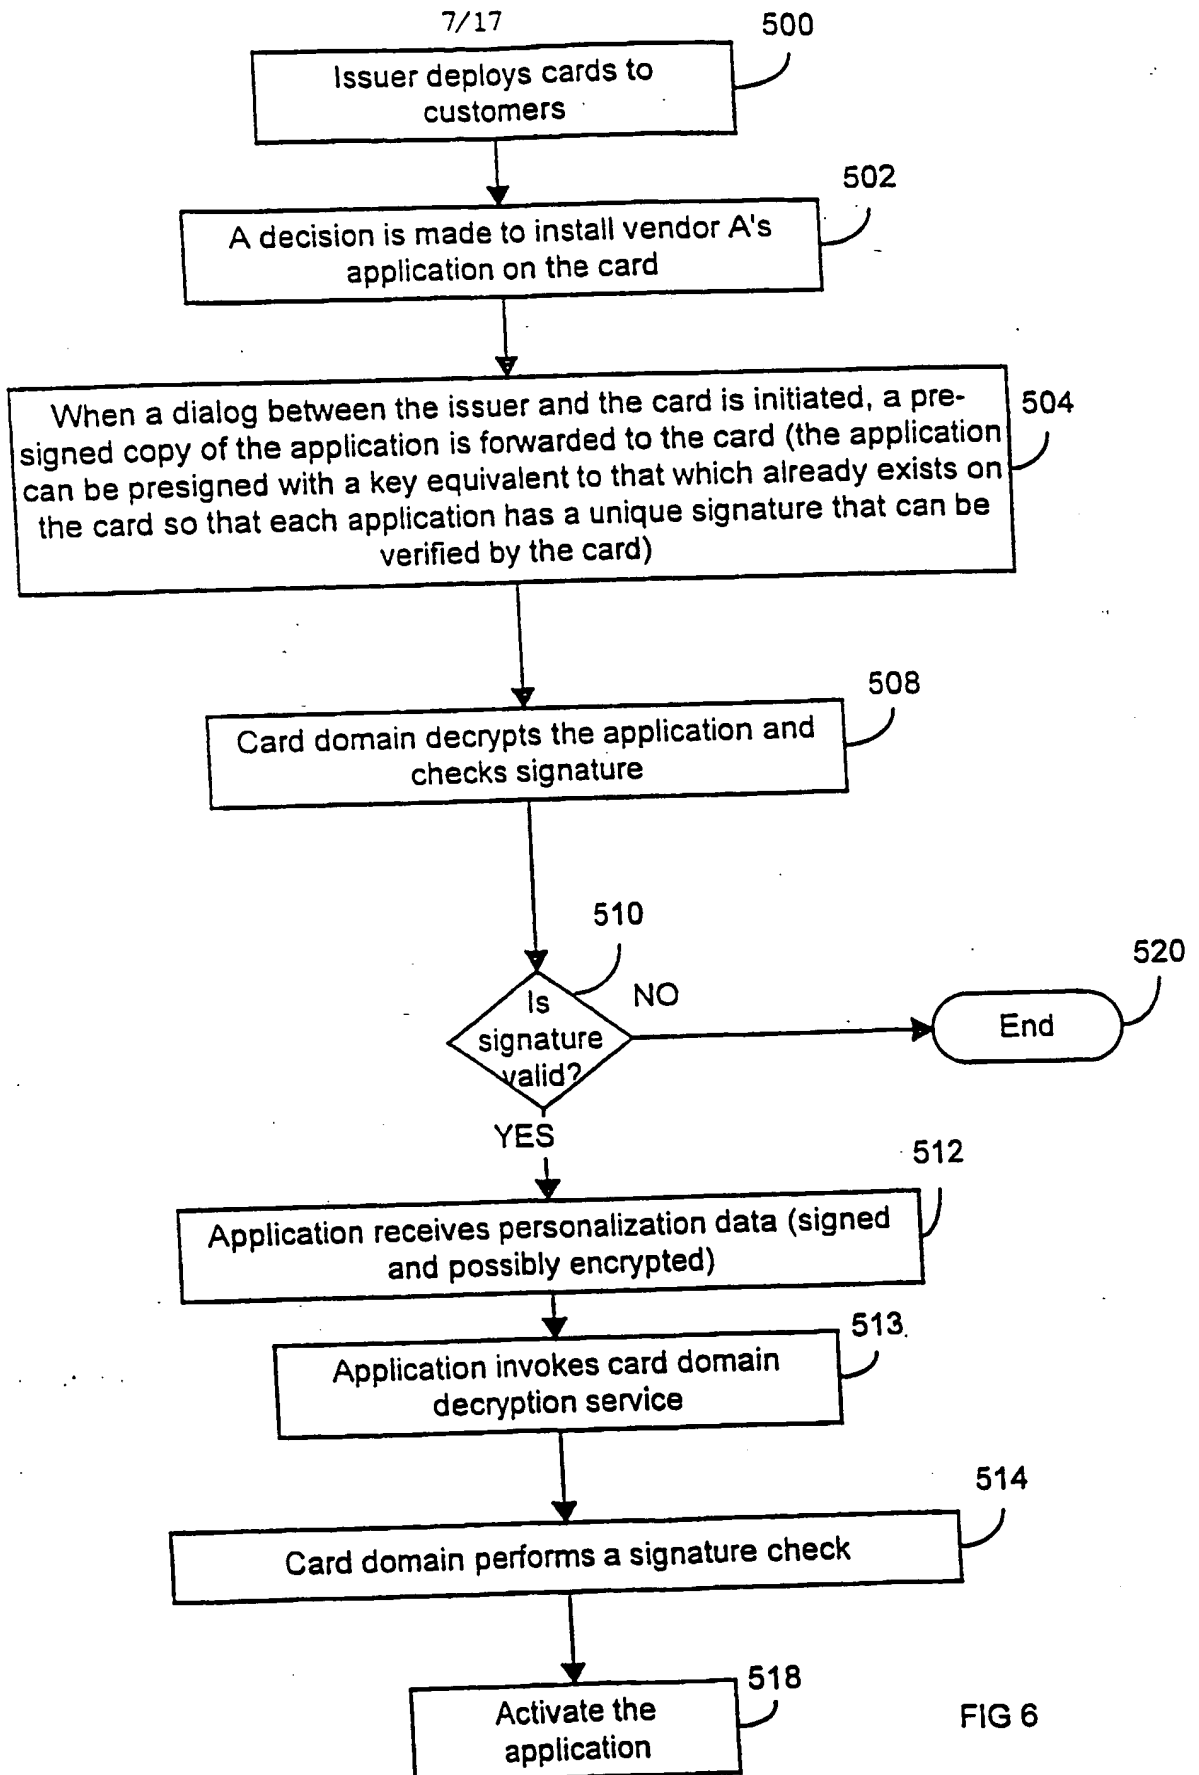 7/17
500
Issuer deploys cards to
customers
502
A decision is made to install vendor A's
application on the card
504
When a dialog between the issuer and the card is initiated, a pre-
signed copy of the application is forwarded to the card (the application
can be presigned with a key equivalent to that which already exists on
the card so that each application has a unique signature that can be
verified by the card)
508
Card domain decrypts the application and
checks signature
510
Is
signature
valid?
NO
520
End
YES
512
Application receives personalization data (signed
and possibly encrypted)
513
Application invokes card domain
decryption service
514
Card domain performs a signature check
518
Activate the
application
FIG 6